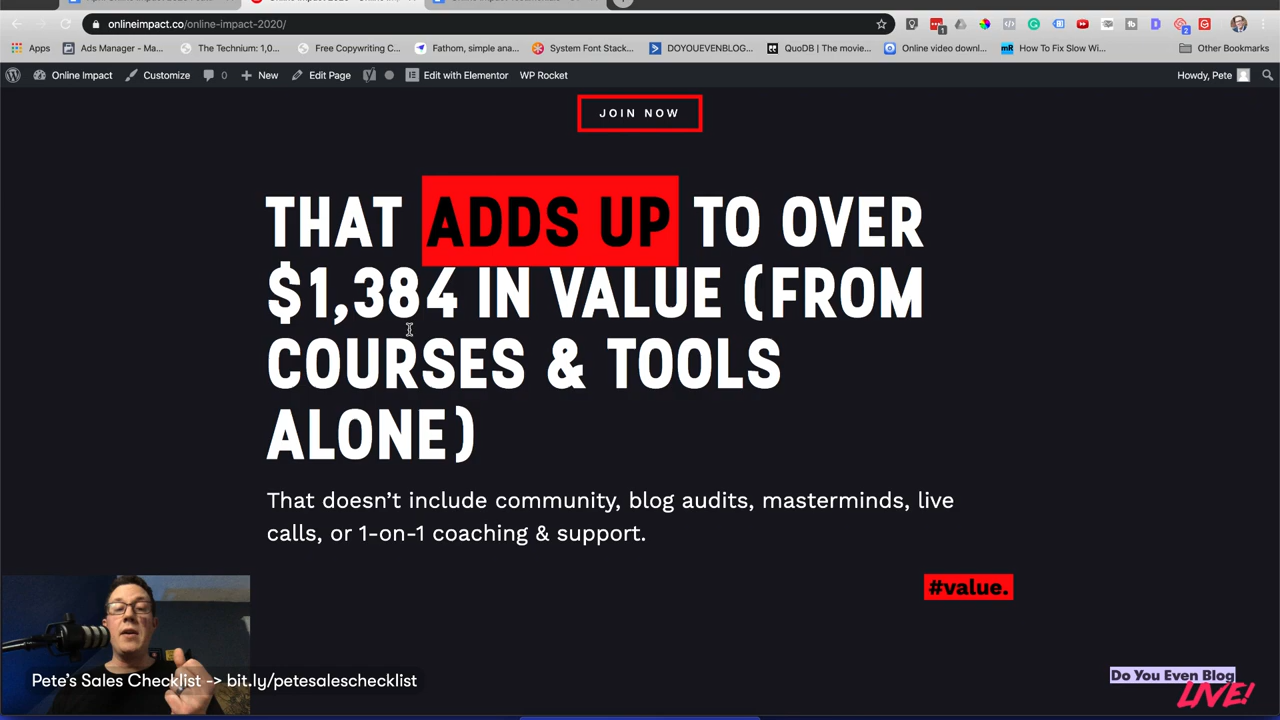 onlineimpact.co/online-impact-2020/
Apps
Ads Manager - Ma...
The Technium: 1,0...
Free Copywriting C...
Fathom, simple ana...
System Font Stack...
DOYOUEVENBLOG...
QuoDB | The movie...
Online video downl...
How To Fix Slow Wi...
Other Bookmarks
Online Impact
Customize
0
New
Edit Page
Edit with Elementor
WP Rocket
Howdy, Pete
JOIN NOW
THAT ADDS UP TO OVER
$1,384 IN VALUE (FROM
COURSES & TOOLS
ALONE)
That doesn't include community, blog audits, masterminds, live
calls, or 1-on-1 coaching & support.
#value.
Pete's Sales Checklist -> bit.ly/petesaleschecklist
Do You Even Blog
LIVE!